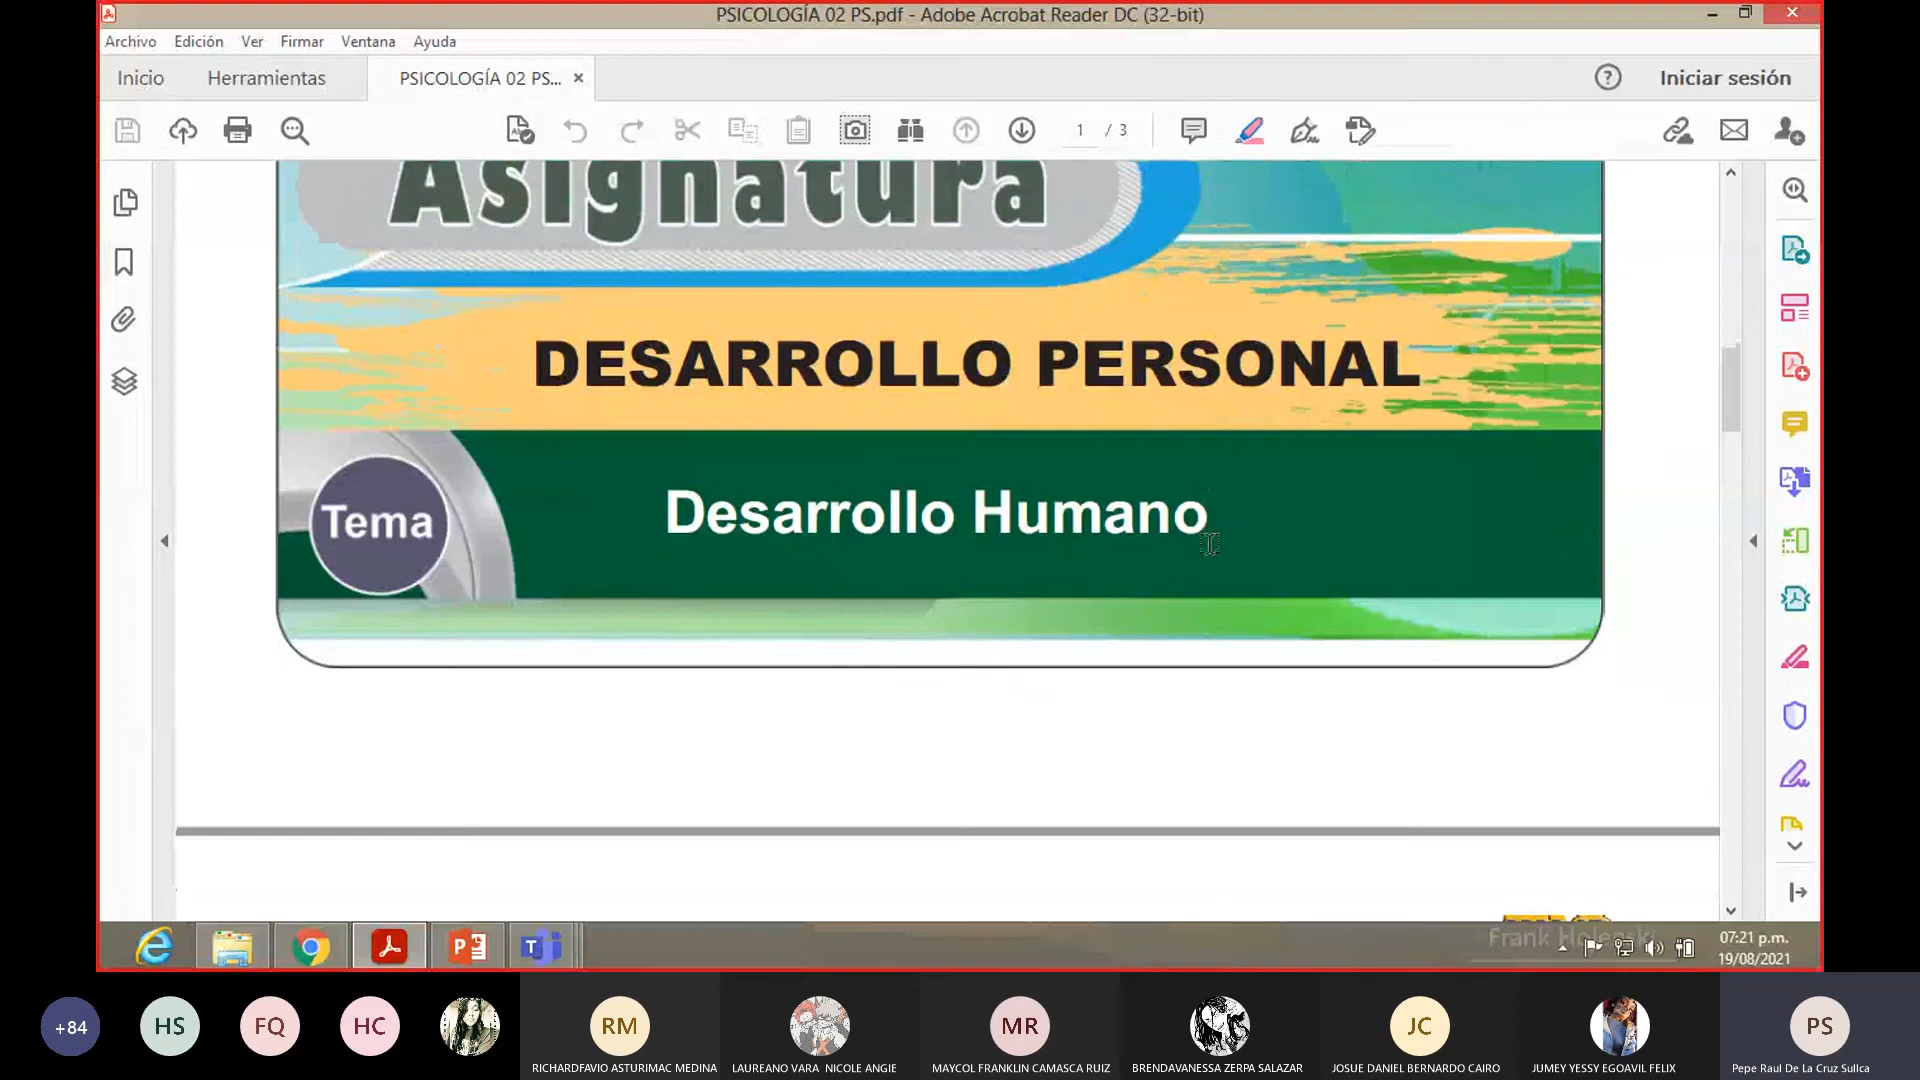 PSICOLOGÍA 02 PS.pdf - Adobe Acrobat Reader DC (32-bit)
Archivo Edición Ver Firmar Ventana Ayuda
Inicio Herramientas PSICOLOGÍA 02 PS... × Iniciar sesión
1 / 3
Asignatura
DESARROLLO PERSONAL
Tema
Desarrollo Humano
Frank Holenski
07:21 p.m.
19/08/2021
+84 HS FQ HC RM MR JC PS
RICHARDFAVIO ASTURIMAC MEDINA LAUREANO VARA NICOLE ANGIE MAYCOL FRANKLIN CAMASCA RUIZ BRENDAVANESSA ZERPA SALAZAR JOSUE DANIEL BERNARDO CAIRO JUMEY YESSY EGOAVIL FELIX Pepe Raul De La Cruz Sullca